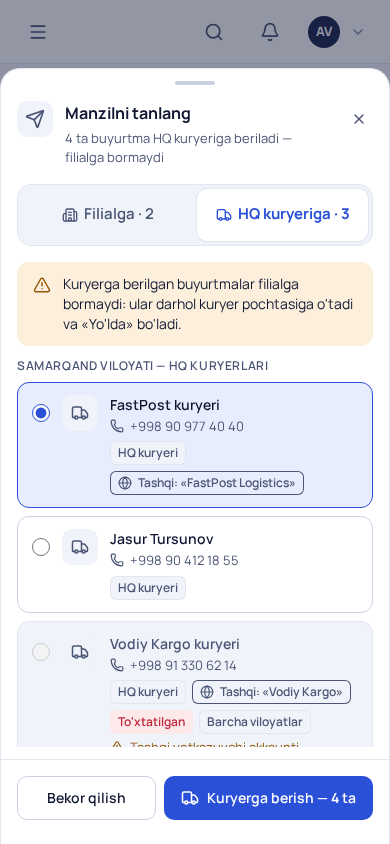 AV
Manzilni tanlang
4 ta buyurtma HQ kuryeriga beriladi —
filialga bormaydi
Filialga · 2
HQ kuryeriga · 3
Kuryerga berilgan buyurtmalar filialga
bormaydi: ular darhol kuryer pochtasiga o'tadi
va «Yo'lda» bo'ladi.
SAMARQAND VILOYATI — HQ KURYERLARI
FastPost kuryeri
+998 90 977 40 40
HQ kuryeri
Tashqi: «FastPost Logistics»
Jasur Tursunov
+998 90 412 18 55
HQ kuryeri
Vodiy Kargo kuryeri
+998 91 330 62 14
HQ kuryeri
Tashqi: «Vodiy Kargo»
To'xtatilgan
Barcha viloyatlar
Tashqi yetkazuvchi akkaunti
Bekor qilish
Kuryerga berish — 4 ta